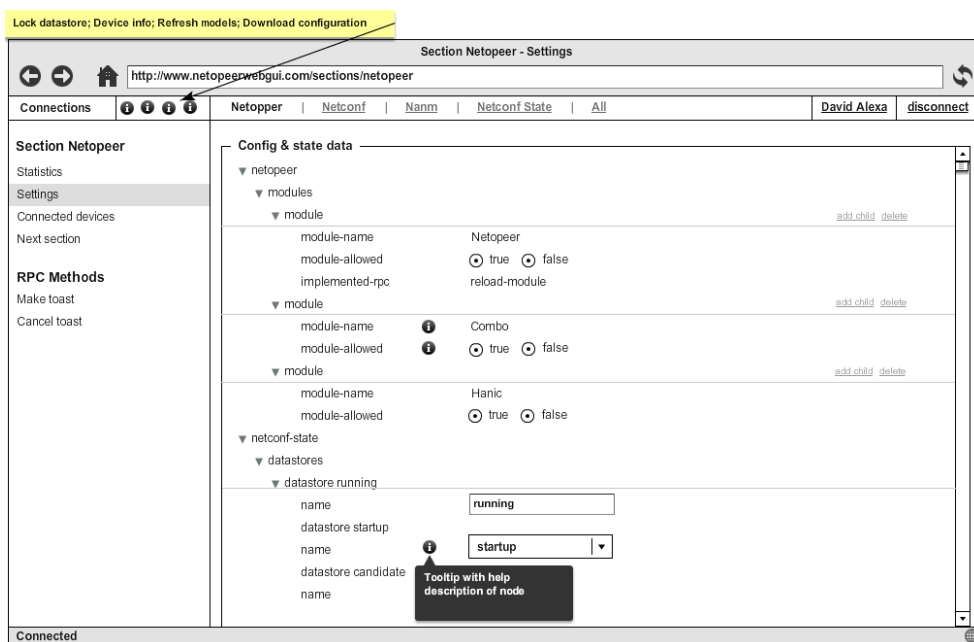 Lock datastore; Device info; Refresh models; Download configuration
Section Netopeer - Settings
http://www.netopeerwebgui.com/sections/netopeer
Connections
Netopper | Netconf | Nanm | Netconf State | All
David Alexa
disconnect
Section Netopeer
Statistics
Settings
Connected devices
Next section
RPC Methods
Make toast
Cancel toast
Config & state data
netopeer
modules
module add child delete
module-name Netopeer
module-allowed true false
implemented-rpc reload-module
module add child delete
module-name Combo
module-allowed true false
module add child delete
module-name Hanic
module-allowed true false
netconf-state
datastores
datastore running
name running
datastore startup
name startup
datastore candidate
name
Tooltip with help
description of node
Connected